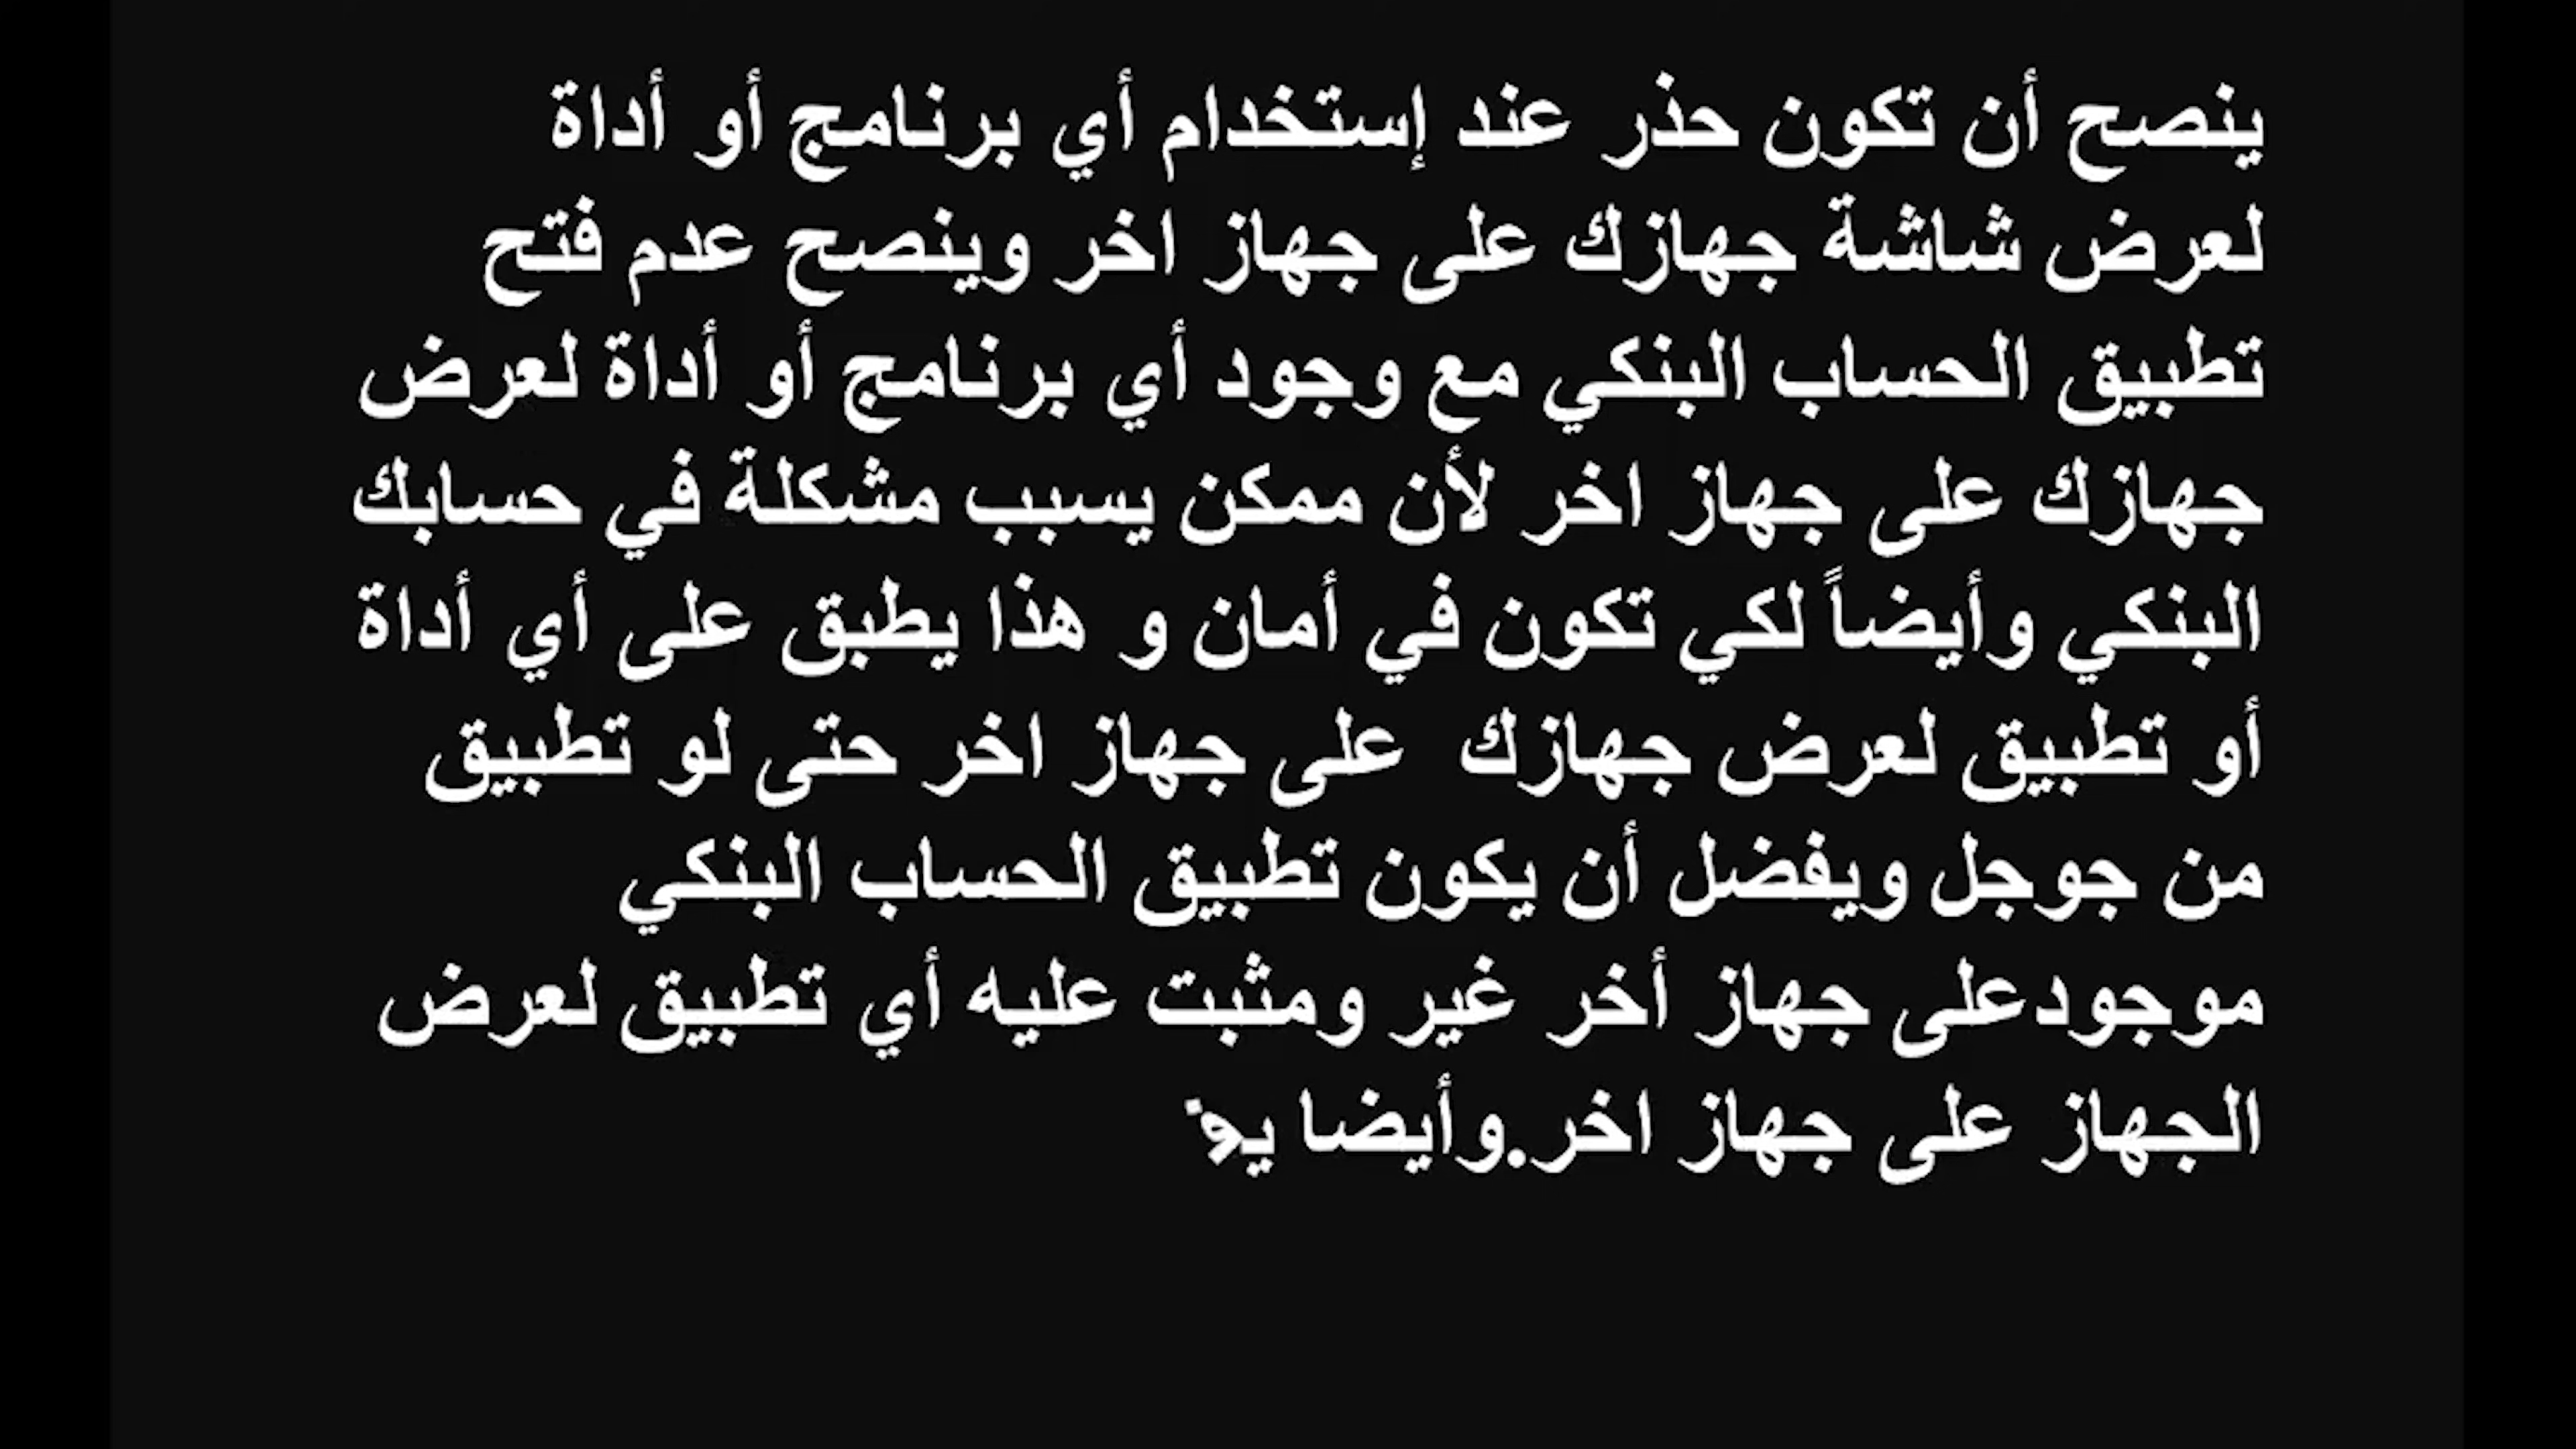 ينصح أن تكون حذر عند إستخدام أي برنامج أو أداة
لعرض شاشة جهازك على جهاز اخر وينصح عدم فتح
تطبيق الحساب البنكي مع وجود أي برنامج أو أداة لعرض
جهازك على جهاز اخر لأن ممكن يسبب مشكلة في حسابك
البنكي وأيضاً لكي تكون في أمان و هذا يطبق على أي أداة
أو تطبيق لعرض جهازك على جهاز اخر حتى لو تطبيق
من جوجل ويفضل أن يكون تطبيق الحساب البنكي
موجودعلى جهاز أخر غير ومثبت عليه أي تطبيق لعرض
الجهاز على جهاز اخر.وأيضا